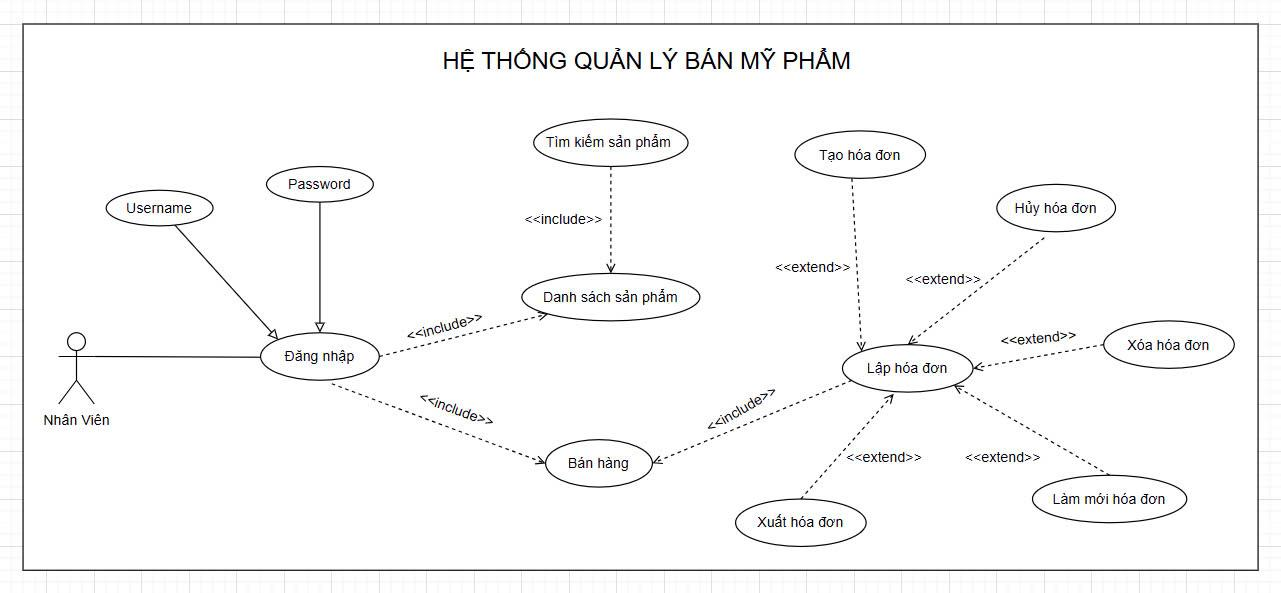 HỆ THỐNG QUẢN LÝ BÁN MỸ PHẨM
Tìm kiếm sản phẩm
Tạo hóa đơn
Password
Username
Hủy hóa đơn
<<include>>
<<extend>>
<<extend>>
Danh sách sản phẩm
<<include>>
<<extend>>
Xóa hóa đơn
Đăng nhập
Lập hóa đơn
Nhân Viên
<<include>>
<<include>>
Bán hàng
<<extend>>
<<extend>>
Làm mới hóa đơn
Xuất hóa đơn